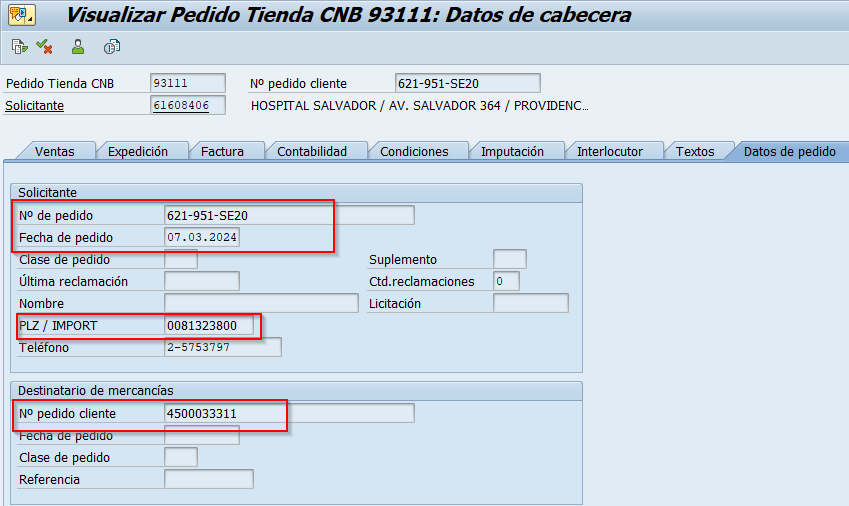 Visualizar Pedido Tienda CNB 93111: Datos de cabecera
Pedido Tienda CNB 93111 Nº pedido cliente 621-951-SE20
Solicitante 61608406 HOSPITAL SALVADOR / AV. SALVADOR 364 / PROVIDENC...
Ventas Expedición Factura Contabilidad Condiciones Imputación Interlocutor Textos Datos de pedido
Solicitante
Nº de pedido 621-951-SE20
Fecha de pedido 07.03.2024
Clase de pedido Suplemento
Última reclamación Ctd.reclamaciones 0
Nombre Licitación
PLZ / IMPORT 0081323800
Teléfono 2-5753797
Destinatario de mercancías
Nº pedido cliente 4500033311
Fecha de pedido
Clase de pedido
Referencia